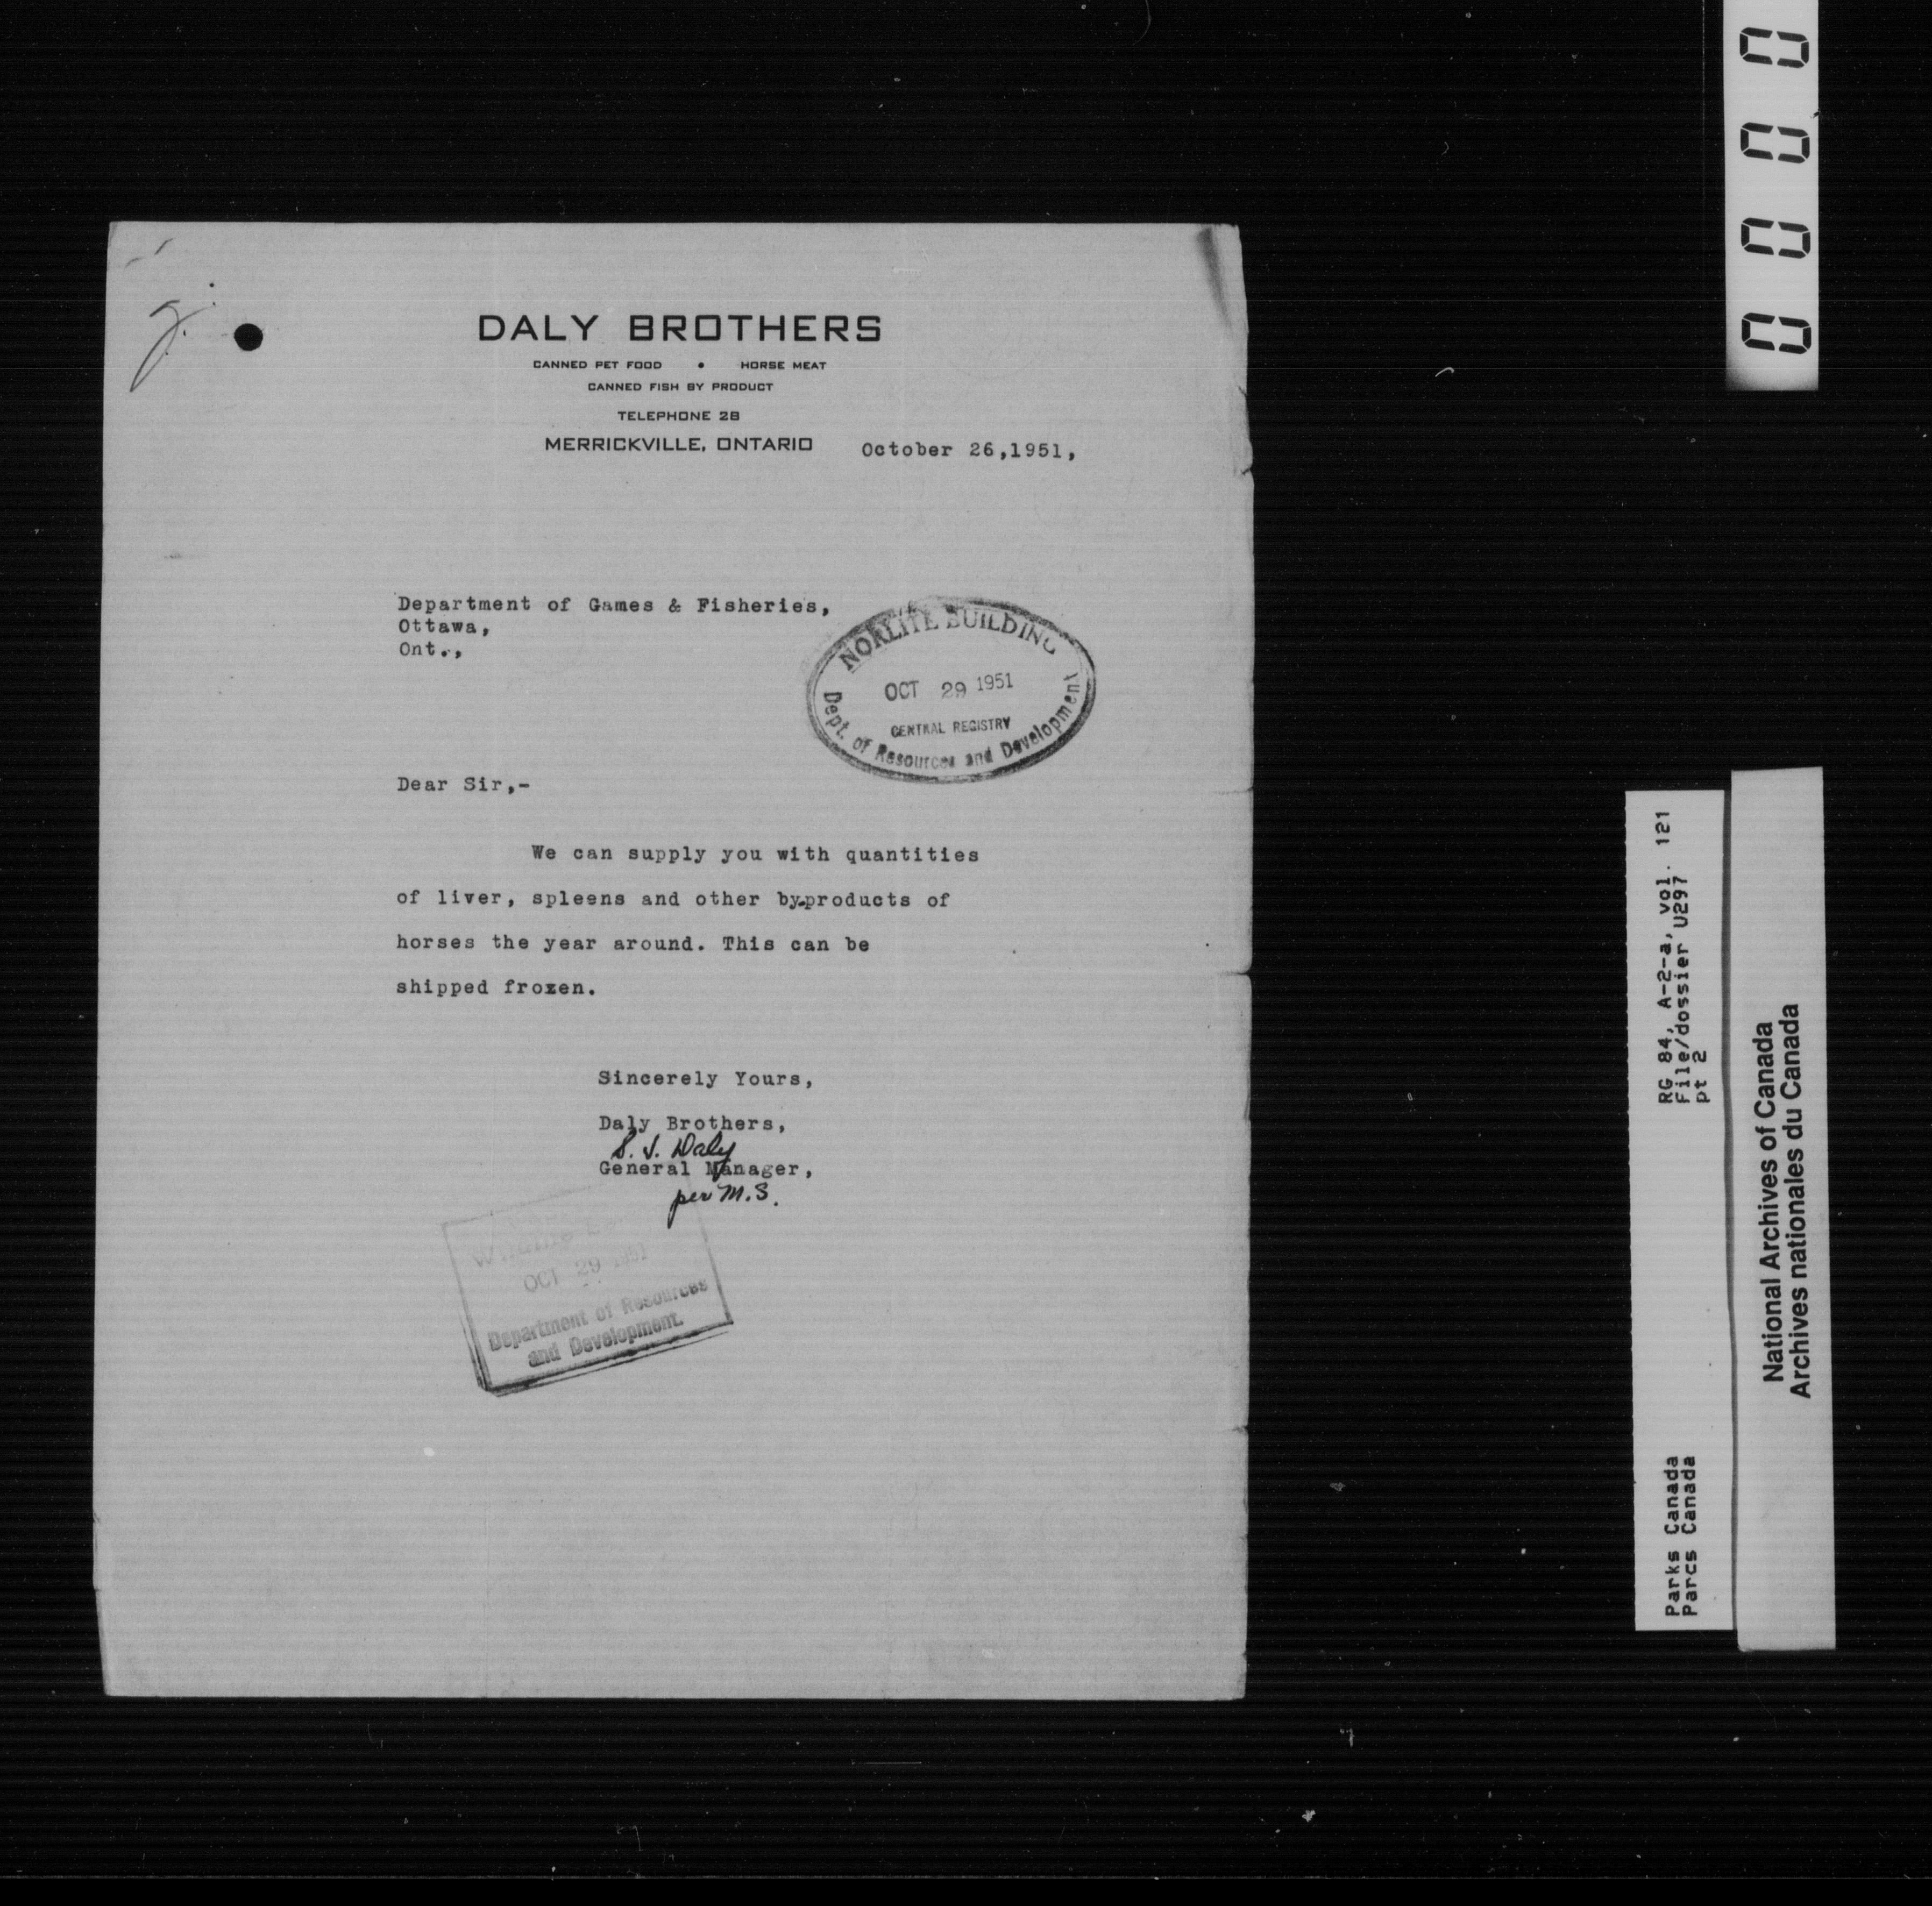 DALY BROTHERS
CANNED PET FOOD • HORSE MEAT
CANNED FISH BY PRODUCT
TELEPHONE 28
MERRICKVILLE, ONTARIO
October 26,1951,
Department of Games & Fisheries,
Ottawa,
Ont.,
NORLITE BUILDING
OCT 29 1951
CENTRAL REGISTRY
Dept. of Resources and Development
Dear Sir,-
We can supply you with quantities
of liver, spleens and other by-products of
horses the year around. This can be
shipped frozen.
Sincerely Yours,
Daly Brothers,
S. J. Daly
General Manager,
per M.S.
Wildlife
OCT 29 1951
Department of Resources
and Development.
0000
RG 84, A-2-a, vol. 121
File/dossier U297
pt 2
Parks Canada
Parcs Canada
National Archives of Canada
Archives nationales du Canada